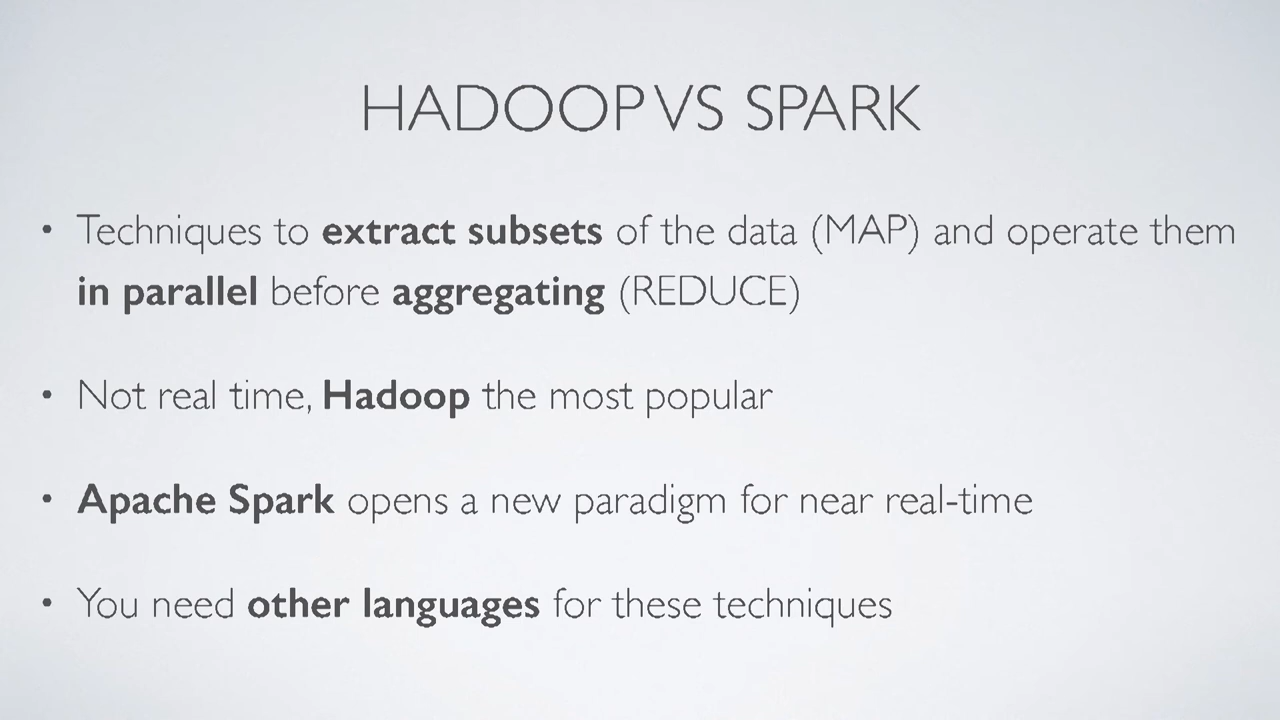 HADOOP VS SPARK
• Techniques to extract subsets of the data (MAP) and operate them
in parallel before aggregating (REDUCE)
• Not real time, Hadoop the most popular
• Apache Spark opens a new paradigm for near real-time
• You need other languages for these techniques